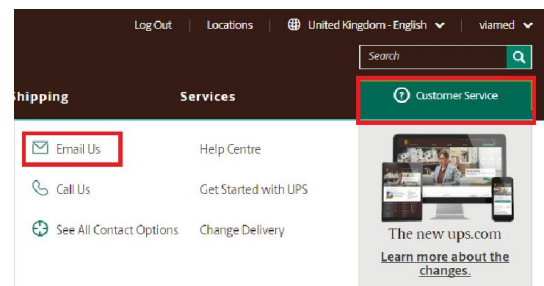 Log Out | Locations | United Kingdom - English | viamed
Search
Shipping Services Customer Service
Email Us Help Centre
Call Us Get Started with UPS
See All Contact Options Change Delivery
The new ups.com
Learn more about the
changes.